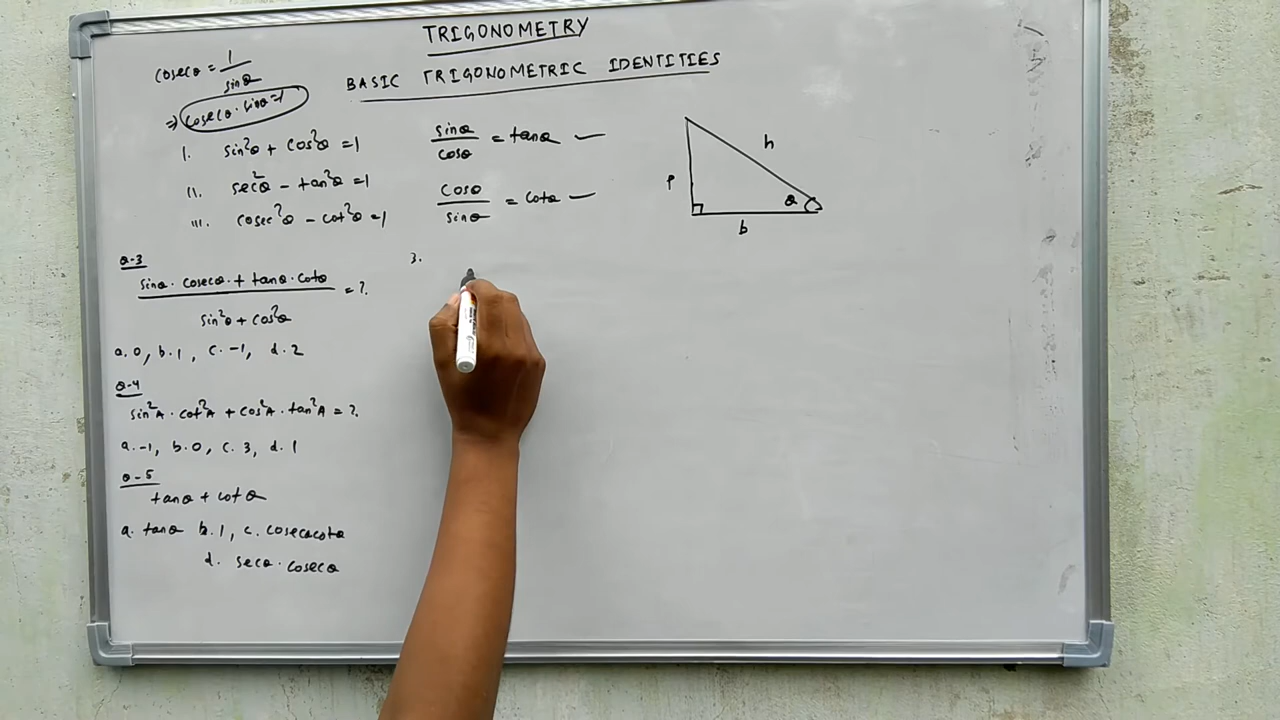 TRIGONOMETRY
BASIC TRIGONOMETRIC IDENTITIES
cosecθ = 1/sinθ
⇒ cosecθ · sinθ = 1
I. sin²θ + cos²θ = 1
II. sec²θ - tan²θ = 1
III. cosec²θ - cot²θ = 1
sinθ/cosθ = tanθ
cosθ/sinθ = cotθ
p
h
θ
b
Q-3
sinθ · cosecθ · + tanθ · cotθ / sin²θ + cos²θ = ?
a. 0, b. 1, c. -1, d. 2
Q-4
sin²A · cot²A + cos²A · tan²A = ?
a. -1, b. 0, c. 3, d. 1
Q-5
tanθ + cotθ
a. tanθ b. 1, c. cosecθcotθ
d. secθ · cosecθ
3.